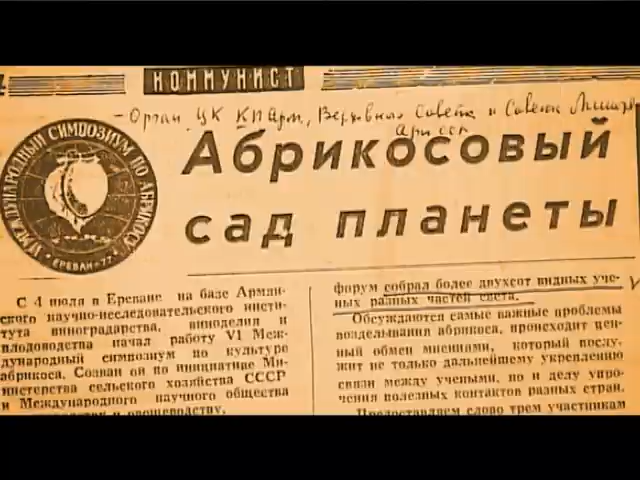 КОММУНИСТ
– Орган ЦК КП Арм., Верховного Совета и Совета
Арм ССР
Абрикосовый
сад планеты
МЕЖДУНАРОДНЫЙ СИМПОЗИУМ ПО АБРИКОСУ
ЕРЕВАН-77
С 4 июля в Ереване на базе Армян-
ского научно-исследовательского инсти-
тута виноградарства, виноделия и
плодоводства начал работу VI Меж-
дународный симпозиум по культуре
абрикоса. Созван он по инициативе Ми-
нистерства сельского хозяйства СССР
и Международного научного общества
и овощеводству.
форум собрал более двухсот видных уче-
ных разных частей света.
Обсуждаются самые важные проблемы
возделывания абрикоса, происходит цен-
ный обмен мнениями, который послу-
жит не только дальнейшему укреплению
связи между учеными, но и делу упро-
чения полезных контактов разных стран.
Предоставляем слово трем участникам